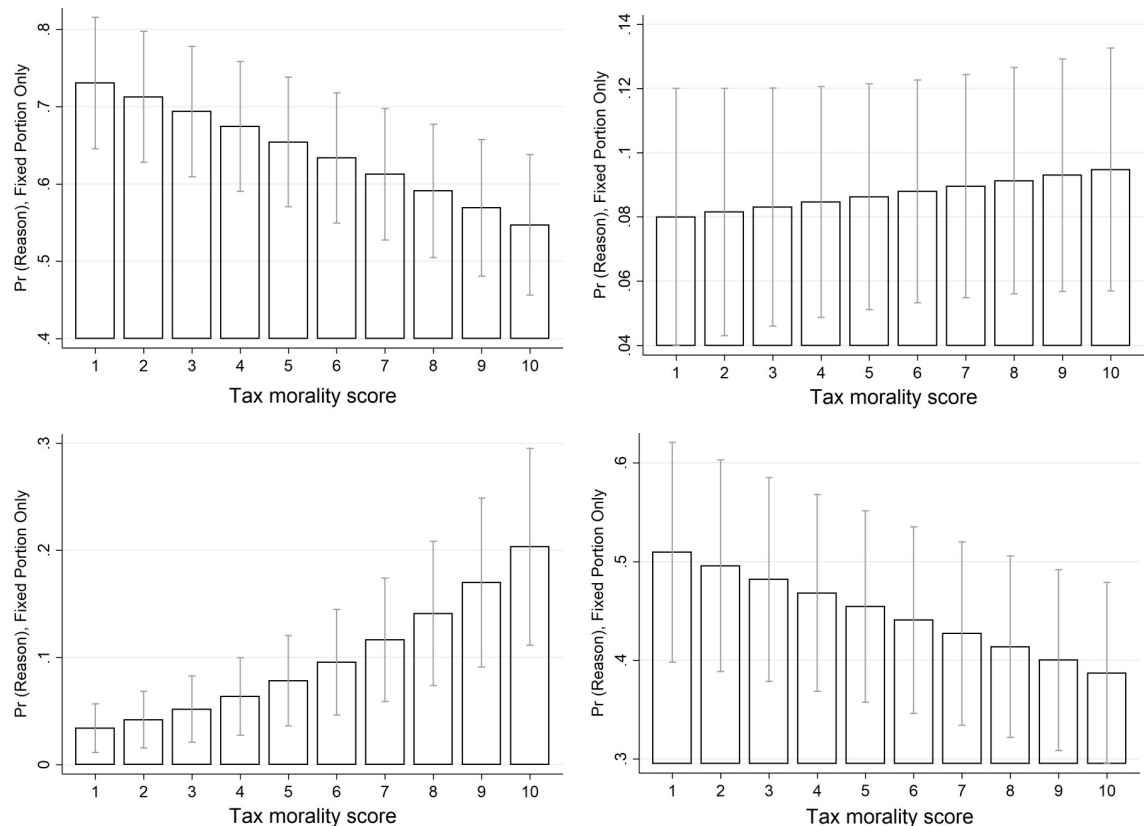 Pr (Reason), Fixed Portion Only
.8
.7
.6
.5
.4
1 2 3 4 5 6 7 8 9 10
Tax morality score
Pr (Reason), Fixed Portion Only
.14
.12
.1
.08
.06
.04
1 2 3 4 5 6 7 8 9 10
Tax morality score
Pr (Reason), Fixed Portion Only
.3
.2
.1
0
1 2 3 4 5 6 7 8 9 10
Tax morality score
Pr (Reason), Fixed Portion Only
.6
.5
.4
.3
1 2 3 4 5 6 7 8 9 10
Tax morality score